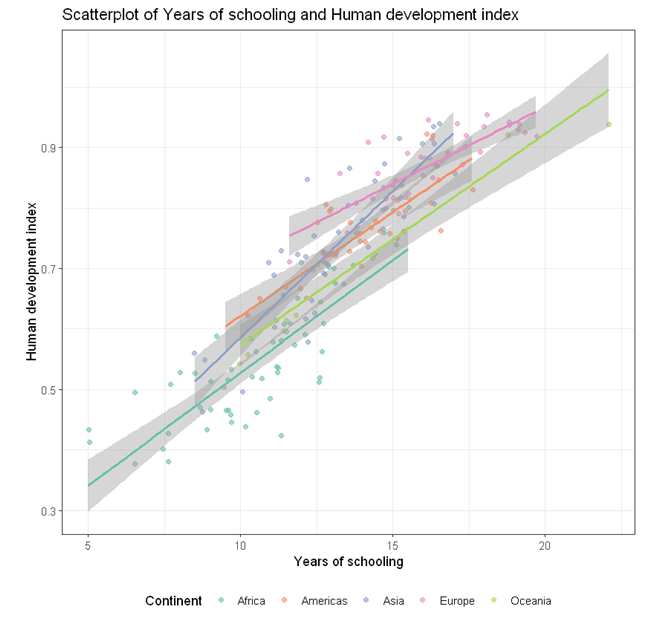 Scatterplot of Years of schooling and Human development index
Human development index
0.9
0.7
0.5
0.3
5 10 15 20
Years of schooling
Continent Africa Americas Asia Europe Oceania